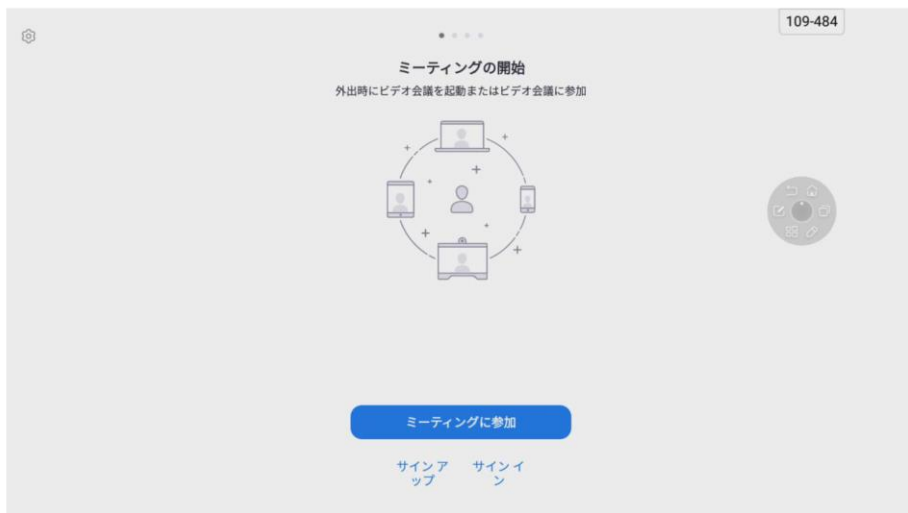 109-484
ミーティングの開始
外出時にビデオ会議を起動またはビデオ会議に参加
ミーティングに参加
サイン ア
ップ
サイン イ
ン